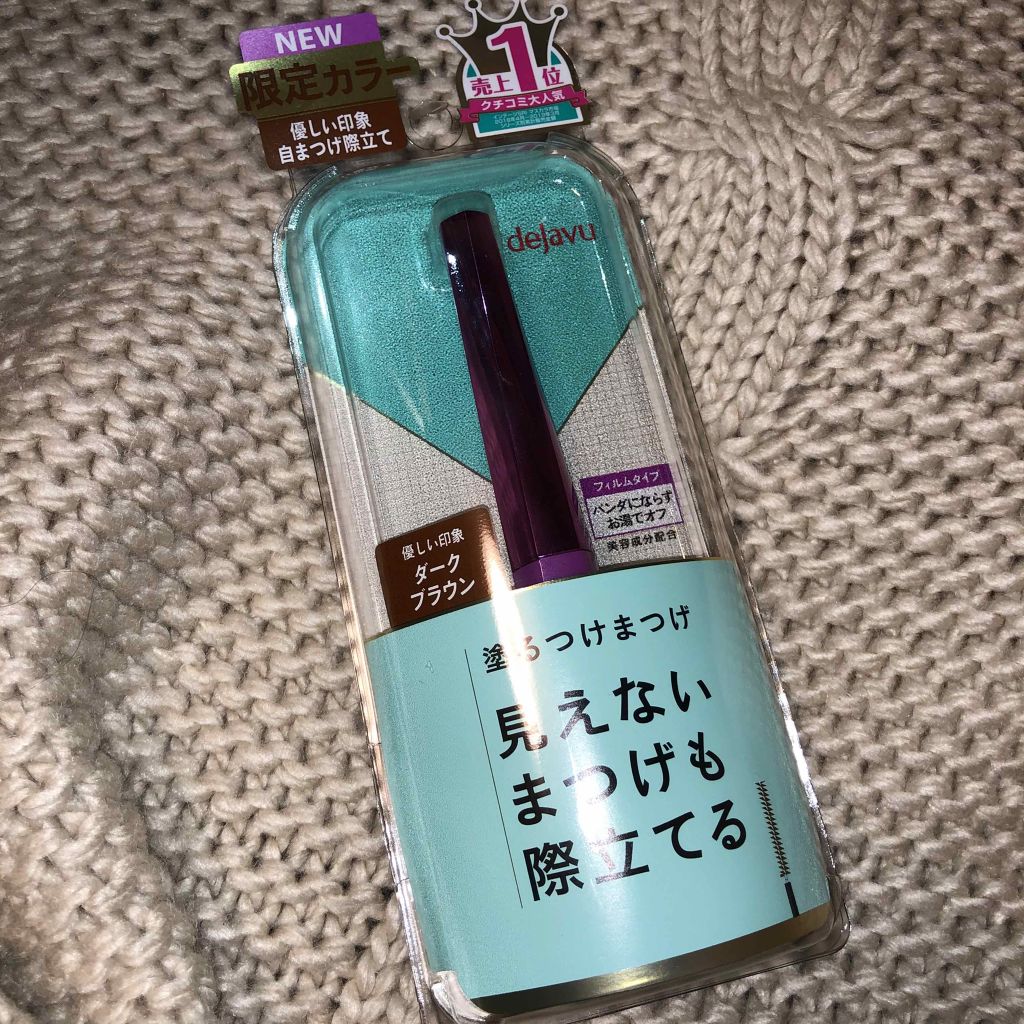 NEW
限定カラー
優しい印象
自まつげ際立て
売上1位
クチコミ大人気
dejavu
フィルムタイプ
パンダにならず
お湯でオフ
美容成分配合
優しい印象
ダーク
ブラウン
塗るつけまつげ
見えない
まつげも
際立てる